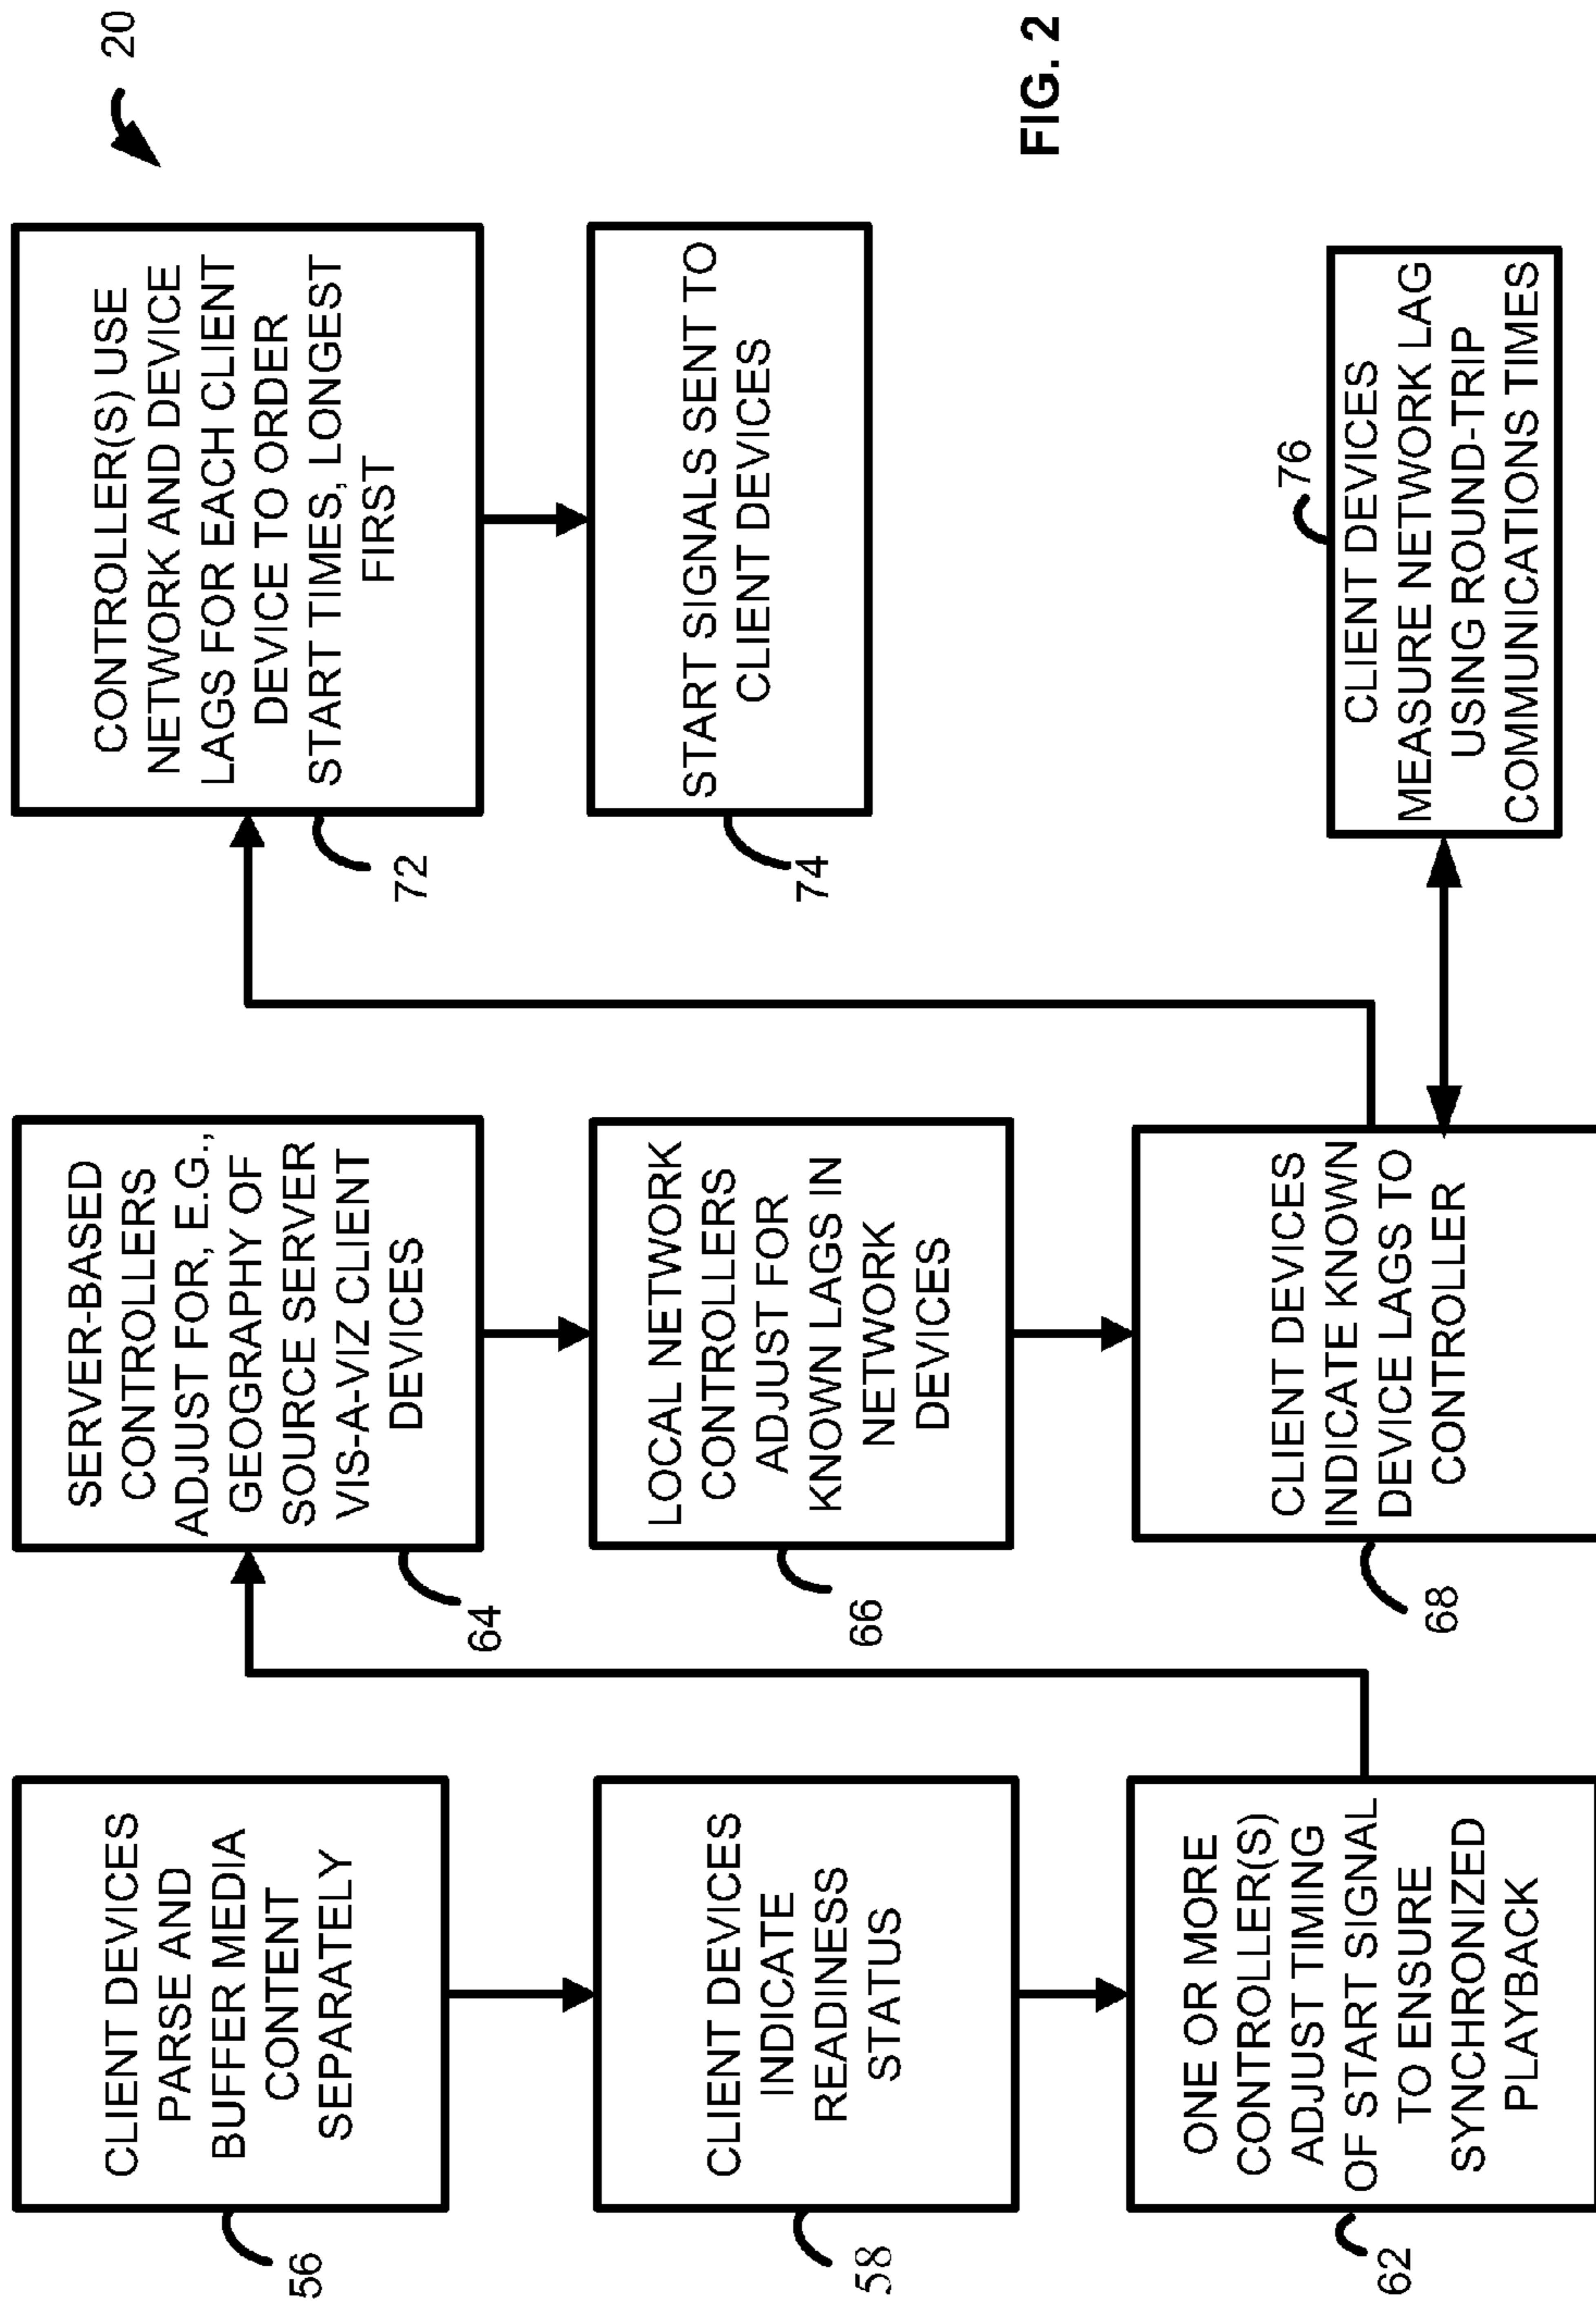 20
CLIENT DEVICES
PARSE AND
BUFFER MEDIA
CONTENT
SEPARATELY
56
CLIENT DEVICES
INDICATE
READINESS
STATUS
58
ONE OR MORE
CONTROLLER(S)
ADJUST TIMING
OF START SIGNAL
TO ENSURE
SYNCHRONIZED
PLAYBACK
62
SERVER-BASED
CONTROLLERS
ADJUST FOR, E.G.,
GEOGRAPHY OF
SOURCE SERVER
VIS-A-VIZ CLIENT
DEVICES
64
LOCAL NETWORK
CONTROLLERS
ADJUST FOR
KNOWN LAGS IN
NETWORK
DEVICES
66
CLIENT DEVICES
INDICATE KNOWN
DEVICE LAGS TO
CONTROLLER
68
CONTROLLER(S) USE
NETWORK AND DEVICE
LAGS FOR EACH CLIENT
DEVICE TO ORDER
START TIMES, LONGEST
FIRST
72
START SIGNALS SENT TO
CLIENT DEVICES
74
76
CLIENT DEVICES
MEASURE NETWORK LAG
USING ROUND-TRIP
COMMUNICATIONS TIMES
FIG. 2